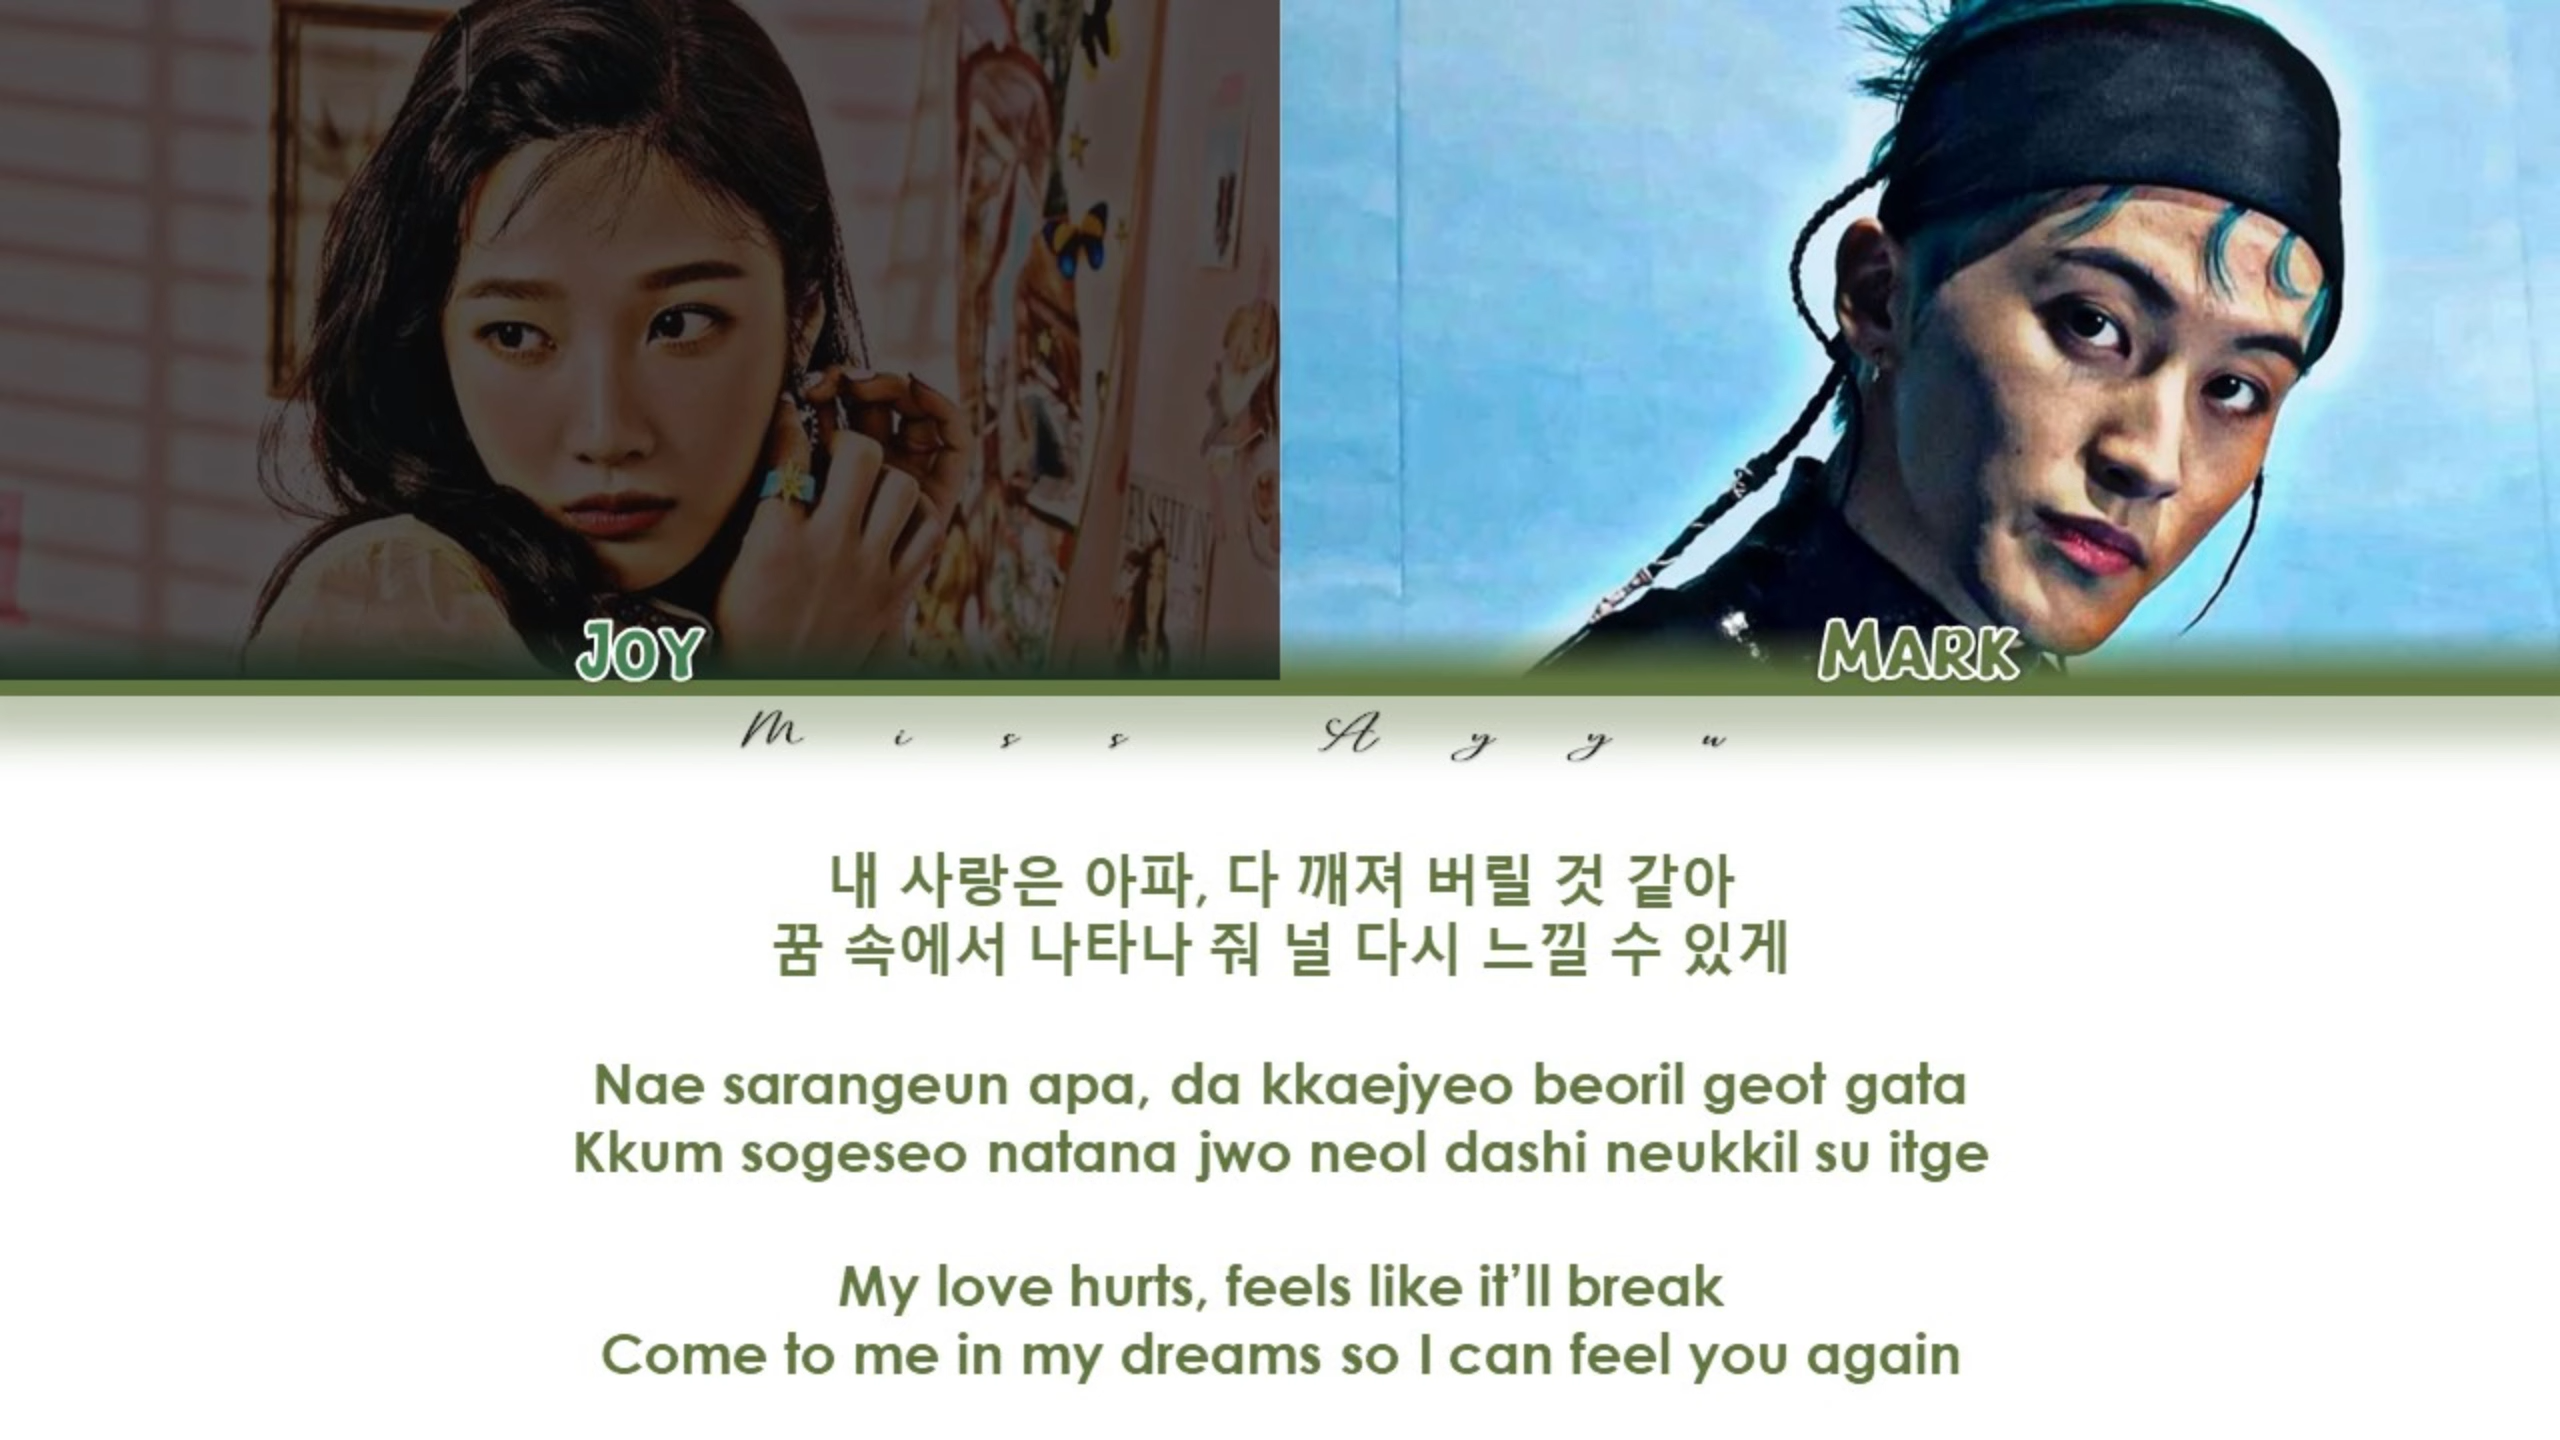 Joy
Mark
Miss Ayyu
내 사랑은 아파, 다 깨져 버릴 것 같아
꿈 속에서 나타나 줘 널 다시 느낄 수 있게
Nae sarangeun apa, da kkaejyeo beoril geot gata
Kkum sogeseo natana jwo neol dashi neukkil su itge
My love hurts, feels like it’ll break
Come to me in my dreams so I can feel you again